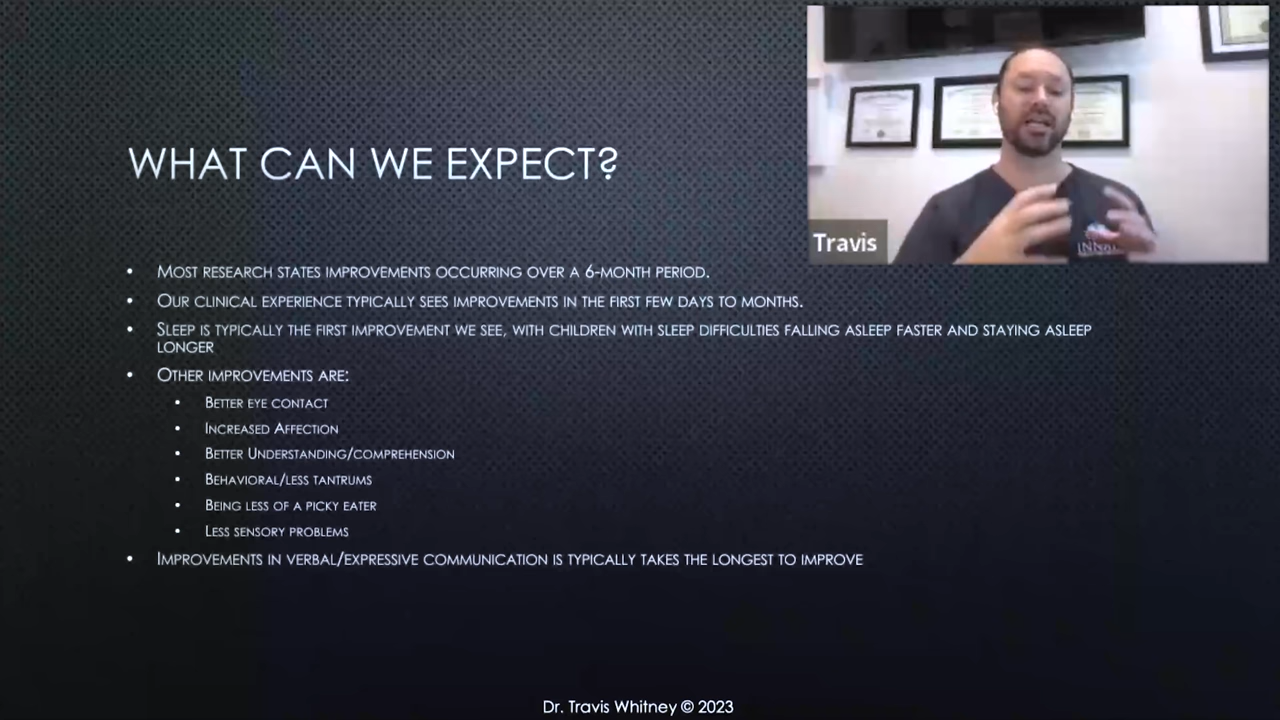 WHAT CAN WE EXPECT?
Travis
• MOST RESEARCH STATES IMPROVEMENTS OCCURRING OVER A 6-MONTH PERIOD.
• OUR CLINICAL EXPERIENCE TYPICALLY SEES IMPROVEMENTS IN THE FIRST FEW DAYS TO MONTHS.
• SLEEP IS TYPICALLY THE FIRST IMPROVEMENT WE SEE, WITH CHILDREN WITH SLEEP DIFFICULTIES FALLING ASLEEP FASTER AND STAYING ASLEEP
LONGER
• OTHER IMPROVEMENTS ARE:
• BETTER EYE CONTACT
• INCREASED AFFECTION
• BETTER UNDERSTANDING/COMPREHENSION
• BEHAVIORAL/LESS TANTRUMS
• BEING LESS OF A PICKY EATER
• LESS SENSORY PROBLEMS
• IMPROVEMENTS IN VERBAL/EXPRESSIVE COMMUNICATION IS TYPICALLY TAKES THE LONGEST TO IMPROVE
Dr. Travis Whitney © 2023